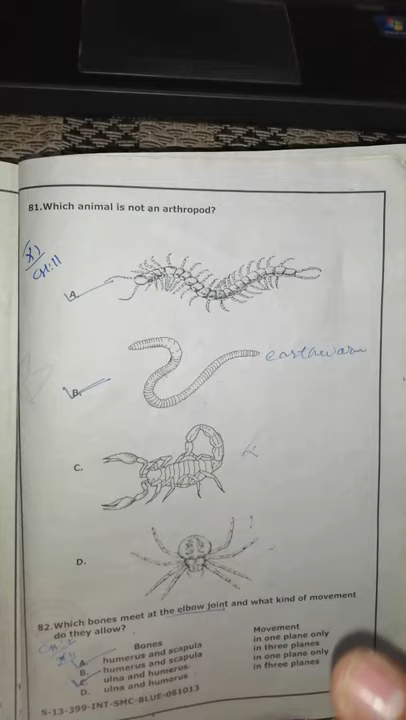 81.Which animal is not an arthropod?
XI
CH:11
A.
B.
earthworm
C.
D.
82.Which bones meet at the elbow joint and what kind of movement
do they allow?
Bones Movement
A. humerus and scapula in one plane only
B. humerus and scapula in three planes
C. ulna and humerus in one plane only
D. ulna and humerus in three planes
S-13-399-INT-SMC-BLUE-061013